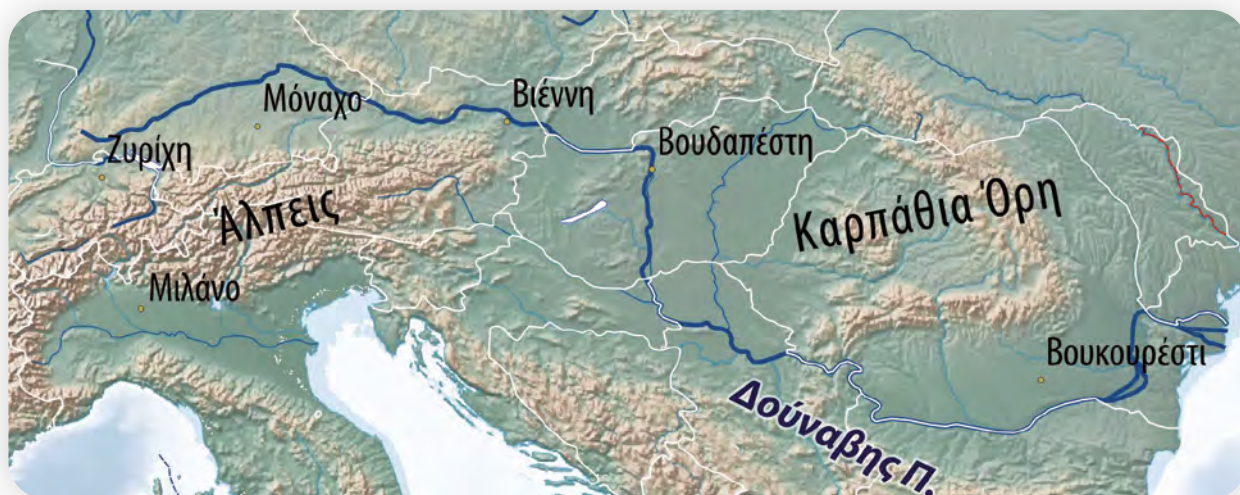 Μόναχο
Βιέννη
Ζυρίχη
Βουδαπέστη
Άλπεις
Καρπάθια Όρη
Μιλάνο
Βουκουρέστι
Δούναβης Π.